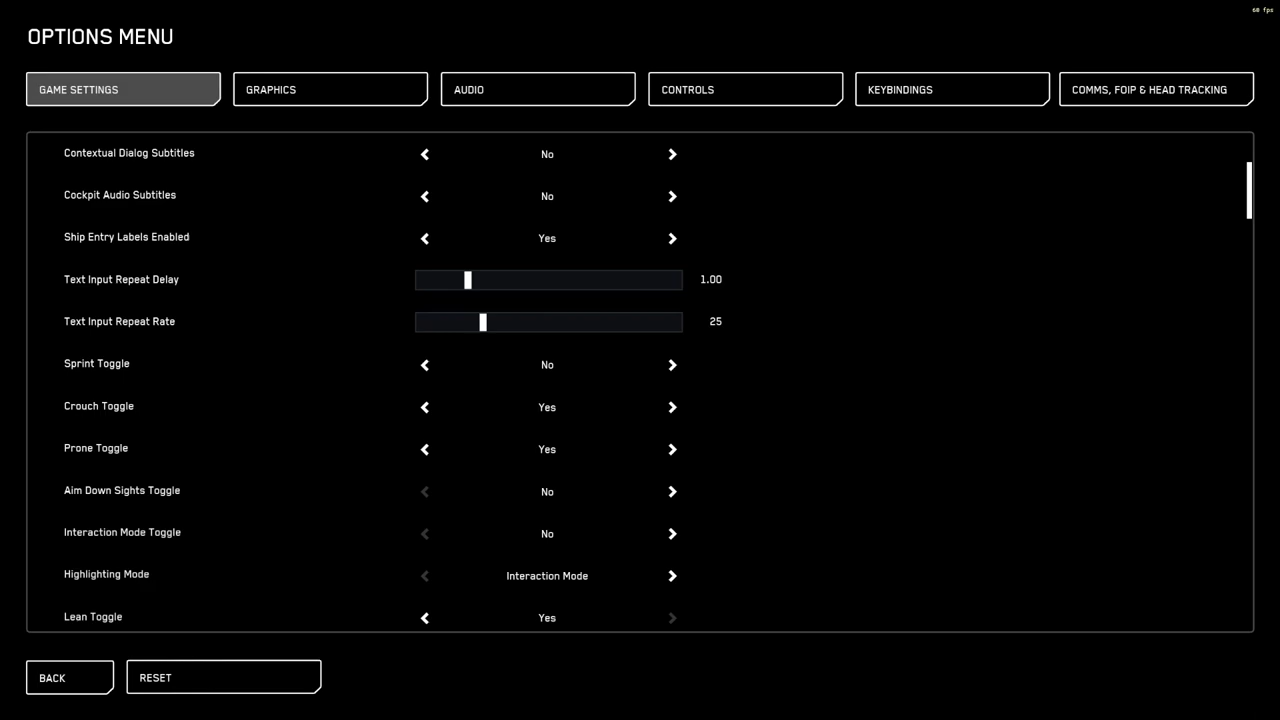 60 fps
OPTIONS MENU
GAME SETTINGS GRAPHICS AUDIO CONTROLS KEYBINDINGS COMMS, FOIP & HEAD TRACKING
Contextual Dialog Subtitles No
Cockpit Audio Subtitles No
Ship Entry Labels Enabled Yes
Text Input Repeat Delay 1.00
Text Input Repeat Rate 25
Sprint Toggle No
Crouch Toggle Yes
Prone Toggle Yes
Aim Down Sights Toggle No
Interaction Mode Toggle No
Highlighting Mode Interaction Mode
Lean Toggle Yes
BACK RESET